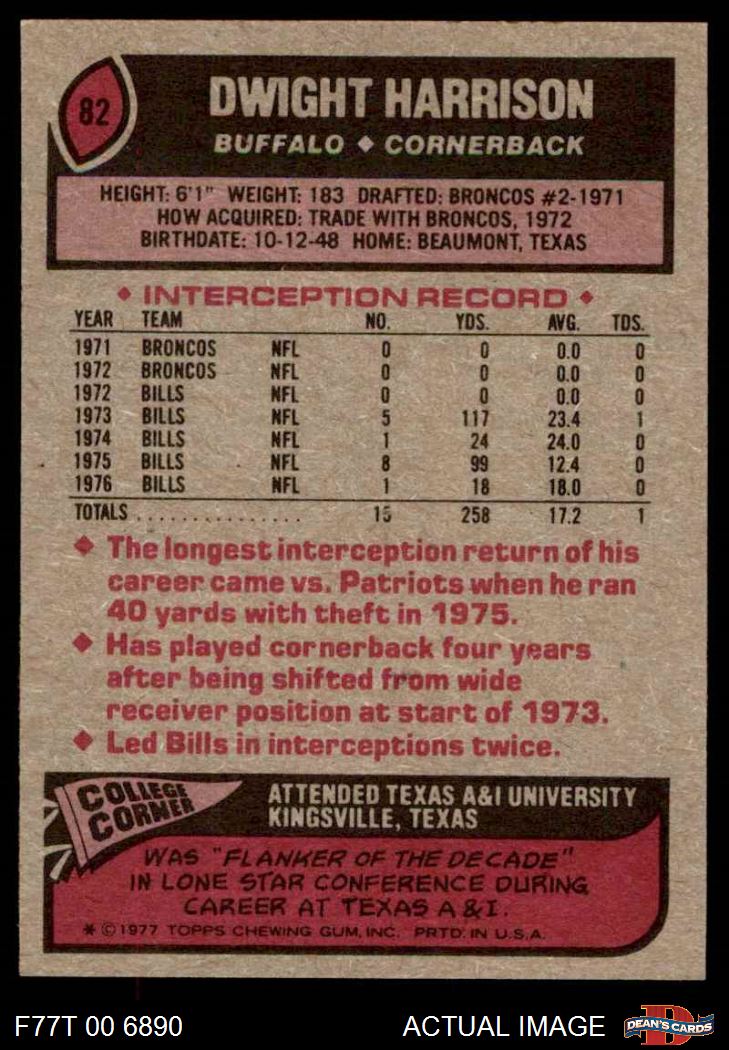 82
DWIGHT HARRISON
BUFFALO ◆ CORNERBACK
HEIGHT: 6'1" WEIGHT: 183 DRAFTED: BRONCOS #2-1971
HOW ACQUIRED: TRADE WITH BRONCOS, 1972
BIRTHDATE: 10-12-48 HOME: BEAUMONT, TEXAS
◆ INTERCEPTION RECORD ◆
YEAR TEAM NO. YDS. AVG. TDS.
1971 BRONCOS NFL 0 0 0.0 0
1972 BRONCOS NFL 0 0 0.0 0
1972 BILLS NFL 0 0 0.0 0
1973 BILLS NFL 5 117 23.4 1
1974 BILLS NFL 1 24 24.0 0
1975 BILLS NFL 8 99 12.4 0
1976 BILLS NFL 1 18 18.0 0
TOTALS ................ 15 258 17.2 1
◆ The longest interception return of his
career came vs. Patriots when he ran
40 yards with theft in 1975.
◆ Has played cornerback four years
after being shifted from wide
receiver position at start of 1973.
◆ Led Bills in interceptions twice.
COLLEGE
CORNER
ATTENDED TEXAS A&I UNIVERSITY
KINGSVILLE, TEXAS
WAS "FLANKER OF THE DECADE"
IN LONE STAR CONFERENCE DURING
CAREER AT TEXAS A&I.
* © 1977 TOPPS CHEWING GUM, INC. PRTD. IN U.S.A.
F77T 00 6890
ACTUAL IMAGE
D
DEAN'S CARDS